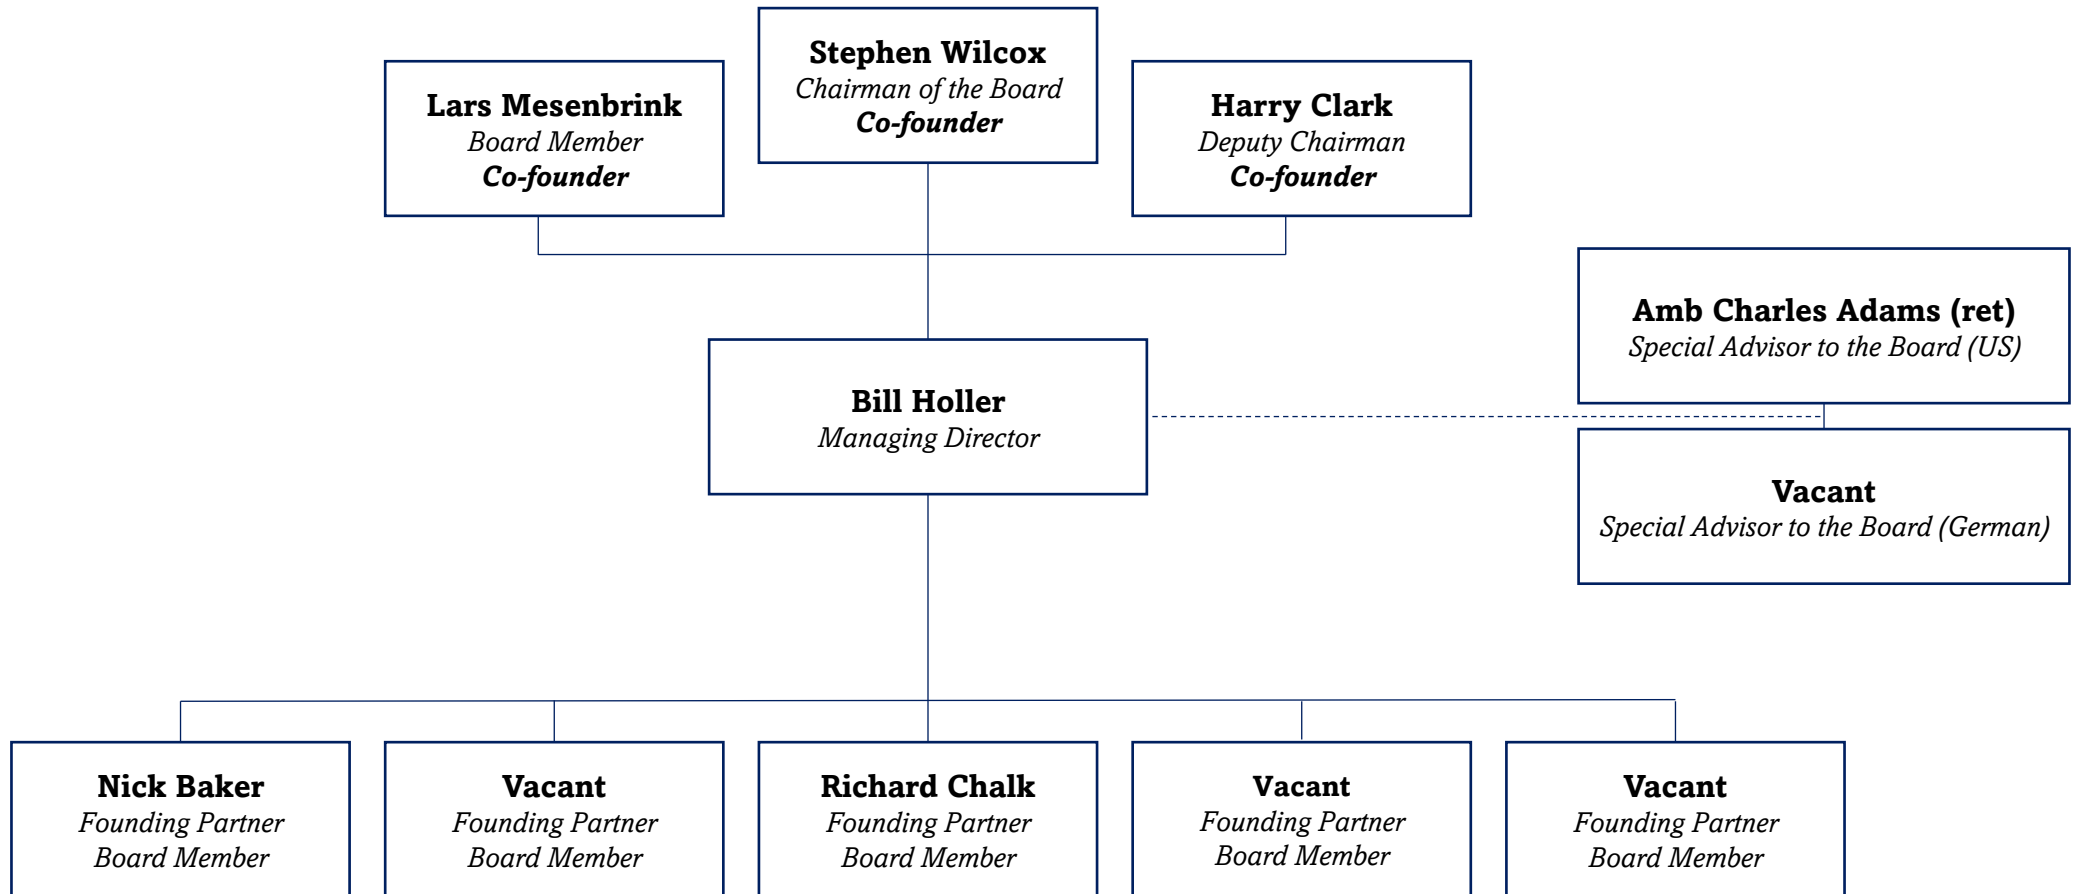 Stephen Wilcox
Chairman of the Board
Co-founder
Lars Mesenbrink
Board Member
Co-founder
Harry Clark
Deputy Chairman
Co-founder
Amb Charles Adams (ret)
Special Advisor to the Board (US)
Bill Holler
Managing Director
Vacant
Special Advisor to the Board (German)
Nick Baker
Founding Partner
Board Member
Vacant
Founding Partner
Board Member
Richard Chalk
Founding Partner
Board Member
Vacant
Founding Partner
Board Member
Vacant
Founding Partner
Board Member